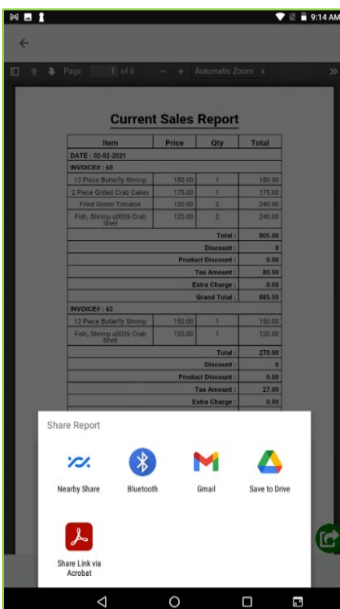 9:14 AM
Page: 1 of 6 − + Automatic Zoom
Current Sales Report
Item Price Qty Total
DATE : 02-02-2021
INVOICE# : 60
12 Piece Butterfly Shrimp 150.00 1 150.00
2 Piece Grilled Crab Cakes 175.00 1 175.00
Fried Green Tomatos 120.00 2 240.00
Fish, Shrimp u0026 Crab 120.00 2 240.00
Shell
Total : 805.00
Discount : 0
Product Discount : 0.00
Tax Amount : 80.50
Extra Charge : 0.00
Grand Total : 885.50
INVOICE# : 62
12 Piece Butterfly Shrimp 150.00 1 150.00
Fish, Shrimp u0026 Crab 120.00 1 120.00
Shell
Total : 270.00
Discount : 0
Product Discount : 0.00
Tax Amount : 27.00
Extra Charge : 0.00
Share Report
Nearby Share Bluetooth Gmail Save to Drive
Share Link via
Acrobat